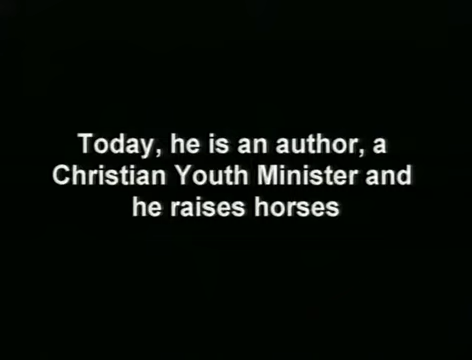 Today, he is an author, a
Christian Youth Minister and
he raises horses